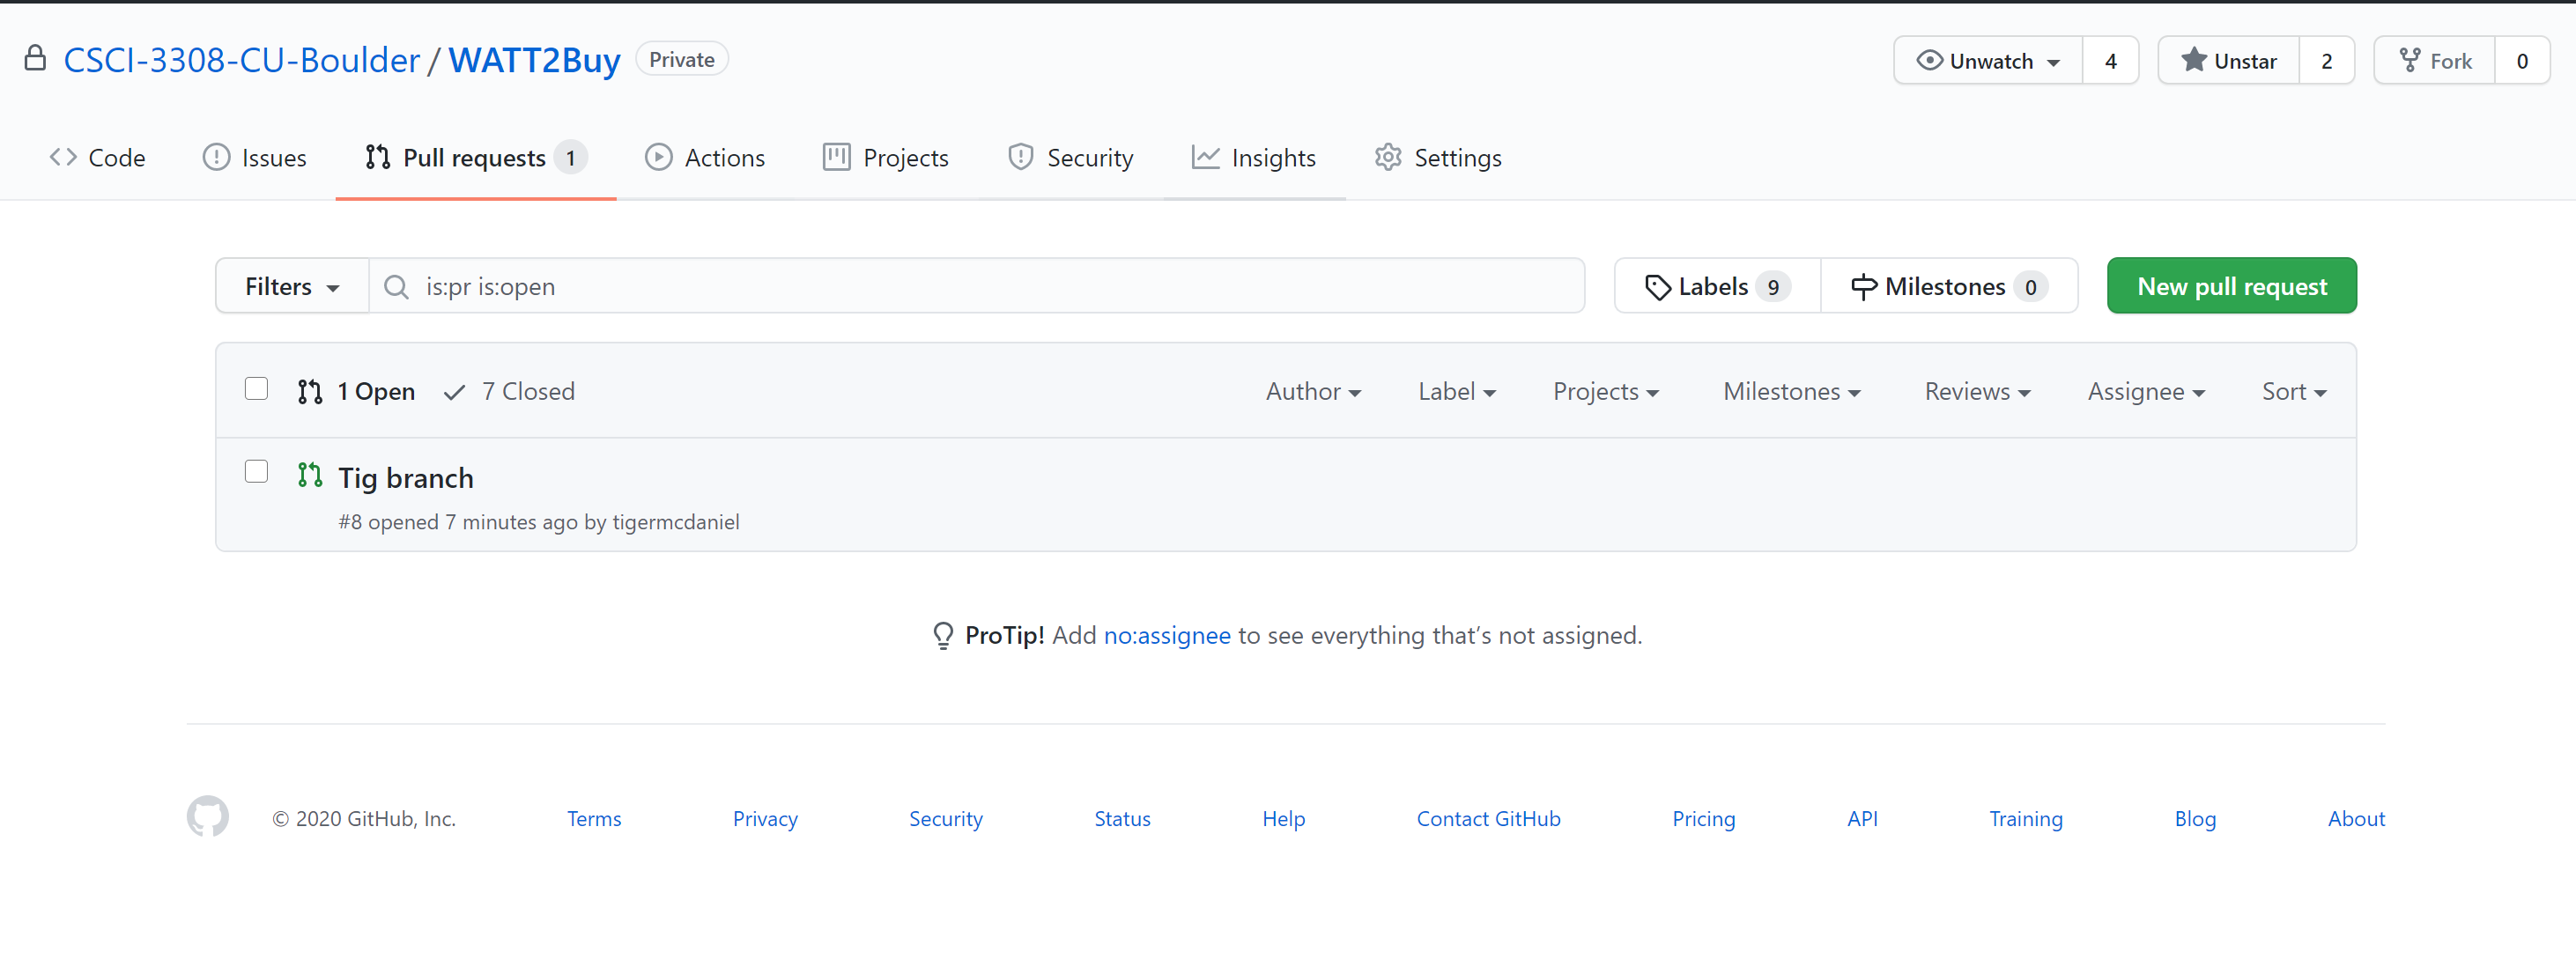 CSCI-3308-CU-Boulder / WATT2Buy Private Unwatch 4 Unstar 2 Fork 0
Code Issues Pull requests 1 Actions Projects Security Insights Settings
Filters is:pr is:open Labels 9 Milestones 0 New pull request
1 Open 7 Closed Author Label Projects Milestones Reviews Assignee Sort
Tig branch
#8 opened 7 minutes ago by tigermcdaniel
ProTip! Add no:assignee to see everything that’s not assigned.
© 2020 GitHub, Inc. Terms Privacy Security Status Help Contact GitHub Pricing API Training Blog About